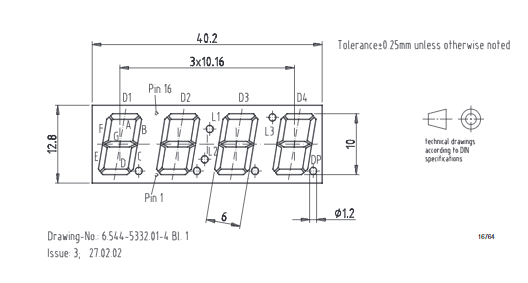 40.2
Tolerance±0.25mm unless otherwise noted
3x10.16
Pin 16
D1 D2 D3 D4
L1 L3
A
F B
G
12.8
10
L2
E C
D
DP
technical drawings
according to DIN
specifications
Pin 1
6
Ø1.2
Drawing-No.: 6.544-5332.01-4 Bl. 1
Issue: 3; 27.02.02
16/64